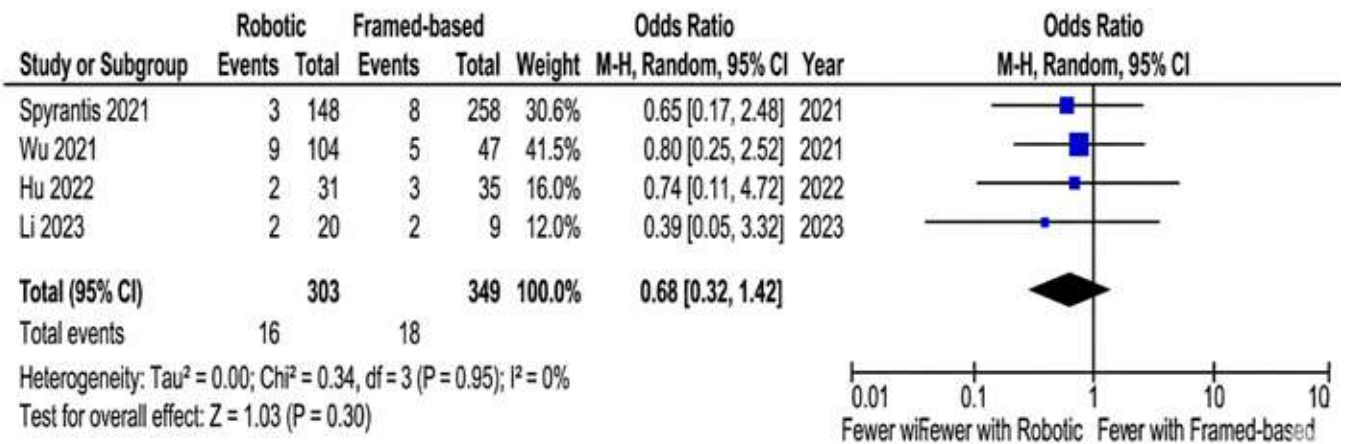 Robotic Framed-based Odds Ratio Odds Ratio
Study or Subgroup Events Total Events Total Weight M-H, Random, 95% CI Year M-H, Random, 95% CI
Spyrantis 2021 3 148 8 258 30.6% 0.65 [0.17, 2.48] 2021
Wu 2021 9 104 5 47 41.5% 0.80 [0.25, 2.52] 2021
Hu 2022 2 31 3 35 16.0% 0.74 [0.11, 4.72] 2022
Li 2023 2 20 2 9 12.0% 0.39 [0.05, 3.32] 2023
Total (95% CI) 303 349 100.0% 0.68 [0.32, 1.42]
Total events 16 18
Heterogeneity: Tau² = 0.00; Chi² = 0.34, df = 3 (P = 0.95); I² = 0%
Test for overall effect: Z = 1.03 (P = 0.30)
0.01 0.1 1 10 10
Fewer with Robotic Fever with Framed-based